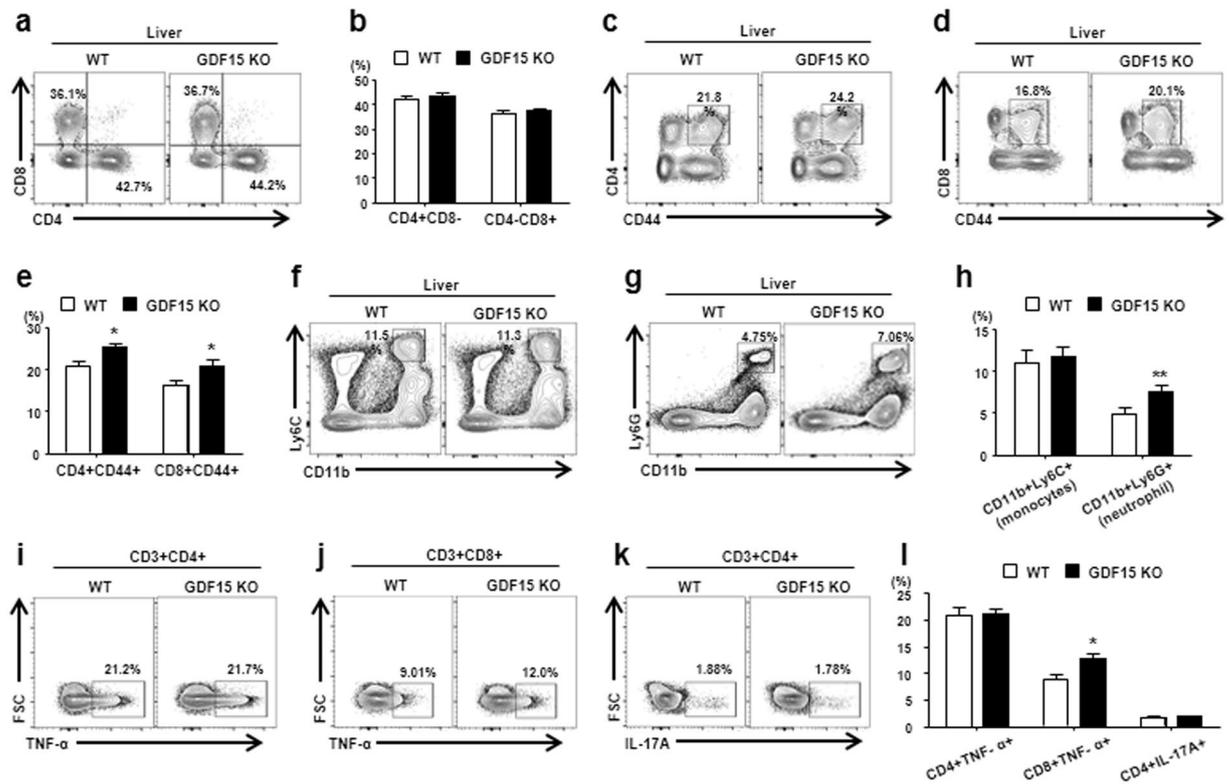 a
Liver
WT GDF15 KO
36.1% 36.7%
42.7% 44.2%
CD8
CD4
b
(%) WT GDF15 KO
50
40
30
20
10
0
CD4+CD8- CD4-CD8+
c
Liver
WT GDF15 KO
21.8 24.2
% %
CD4
CD44
d
Liver
WT GDF15 KO
16.8% 20.1%
CD8
CD44
e
WT GDF15 KO
(%)
30
20
10
0
* *
CD4+CD44+ CD8+CD44+
f
Liver
WT GDF15 KO
11.5 11.3
% %
Ly6C
CD11b
g
Liver
WT GDF15 KO
4.75% 7.06%
Ly6G
CD11b
h
WT GDF15 KO
(%)
15
10
5
0
**
CD11b+Ly6C+
(monocytes)
CD11b+Ly6G+
(neutrophil)
i
CD3+CD4+
WT GDF15 KO
21.2% 21.7%
FSC
TNF-α
j
CD3+CD8+
WT GDF15 KO
9.01% 12.0%
FSC
TNF-α
k
CD3+CD4+
WT GDF15 KO
1.88% 1.78%
FSC
IL-17A
l
WT GDF15 KO
(%)
25
20
15
10
5
0
*
CD4+TNF- α+
CD8+TNF- α+
CD4+IL-17A+